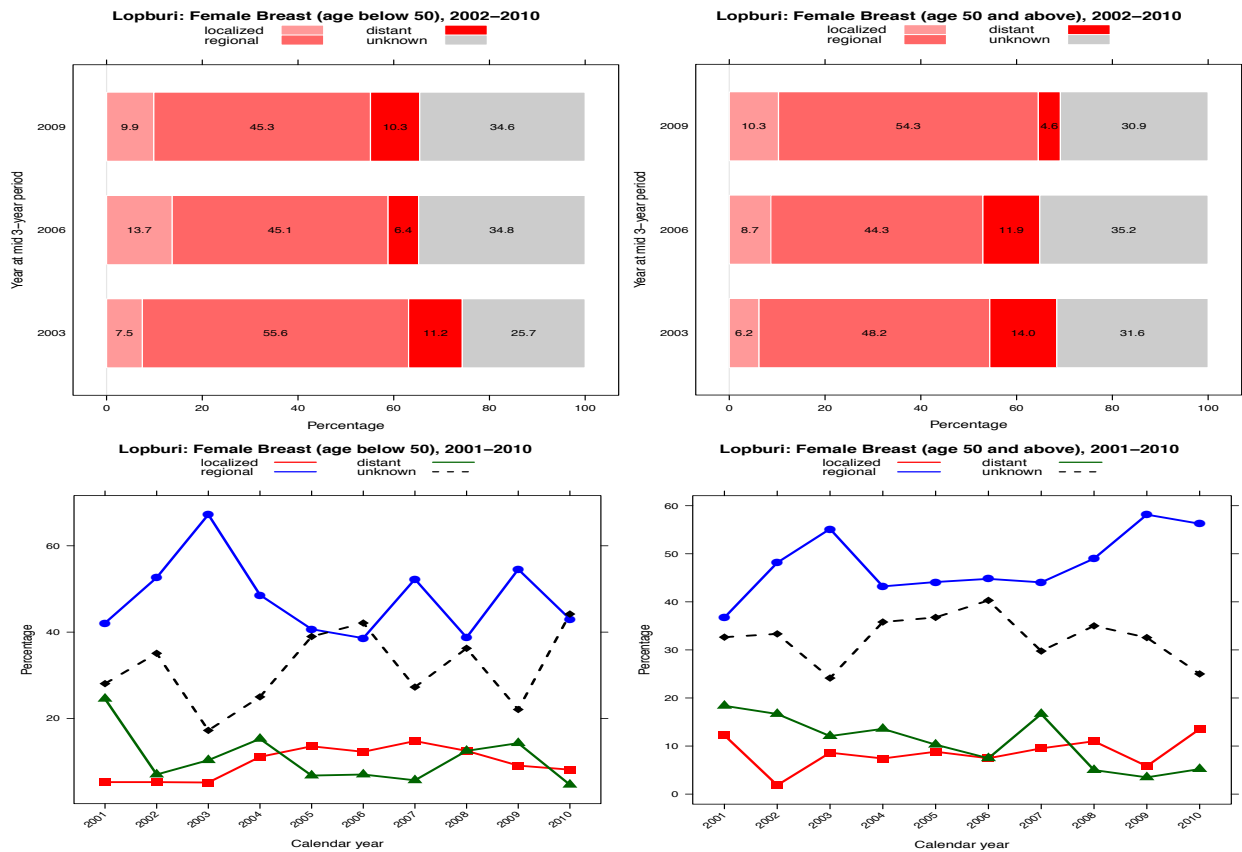 Lopburi: Female Breast (age below 50), 2002−2010
localized distant
regional unknown
Year at mid 3−year period
2009
9.9 45.3 10.3 34.6
2006
13.7 45.1 6.4 34.8
2003
7.5 55.6 11.2 25.7
0 20 40 60 80 100
Percentage
Lopburi: Female Breast (age 50 and above), 2002−2010
localized distant
regional unknown
Year at mid 3−year period
2009
10.3 54.3 4.6 30.9
2006
8.7 44.3 11.9 35.2
2003
6.2 48.2 14.0 31.6
0 20 40 60 80 100
Percentage
Lopburi: Female Breast (age below 50), 2001−2010
localized distant
regional unknown
Percentage
60
40
20
2001 2002 2003 2004 2005 2006 2007 2008 2009 2010
Calendar year
Lopburi: Female Breast (age 50 and above), 2001−2010
localized distant
regional unknown
Percentage
60
50
40
30
20
10
0
2001 2002 2003 2004 2005 2006 2007 2008 2009 2010
Calendar year